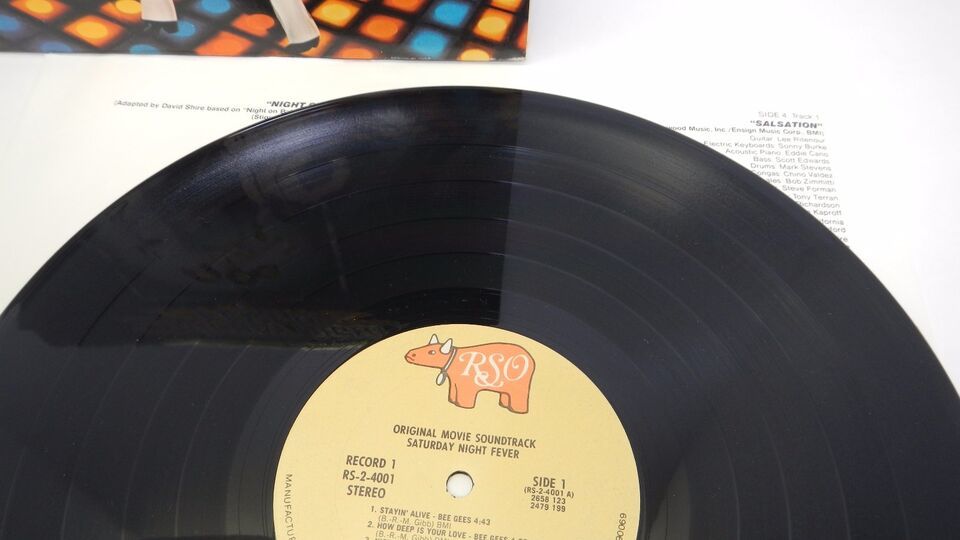 "NIGHT
(Adapted by David Shire based on "Night on
SIDE 4, Track 1
"SALSATION"
Music, Inc./Ensign Music Corp. BMI)
Guitar: Lee Ritenour
Electric Keyboards: Sonny Burke
Acoustic Piano: Eddie Cano
Bass: Scott Edwards
Drums: Mark Stevens
Chino Valdez
Bob Zimmitti
Steve Forman
Tony Terran
RSO
ORIGINAL MOVIE SOUNDTRACK
SATURDAY NIGHT FEVER
RECORD 1
RS-2-4001
STEREO
SIDE 1
(RS-2-4001 A)
2658 123
2479 199
1. STAYIN' ALIVE - BEE GEES 4:43
(B.-R.-M. Gibb) BMI
2. HOW DEEP IS YOUR LOVE - BEE GEES
MANUFACTU